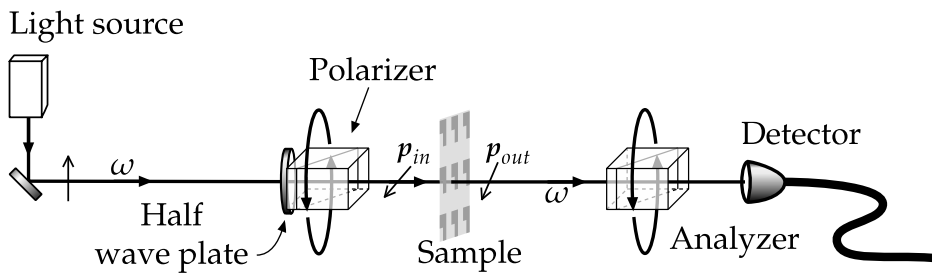 Light source
Polarizer
ω
p_in
p_out
ω
Detector
Half
wave plate
Sample
Analyzer